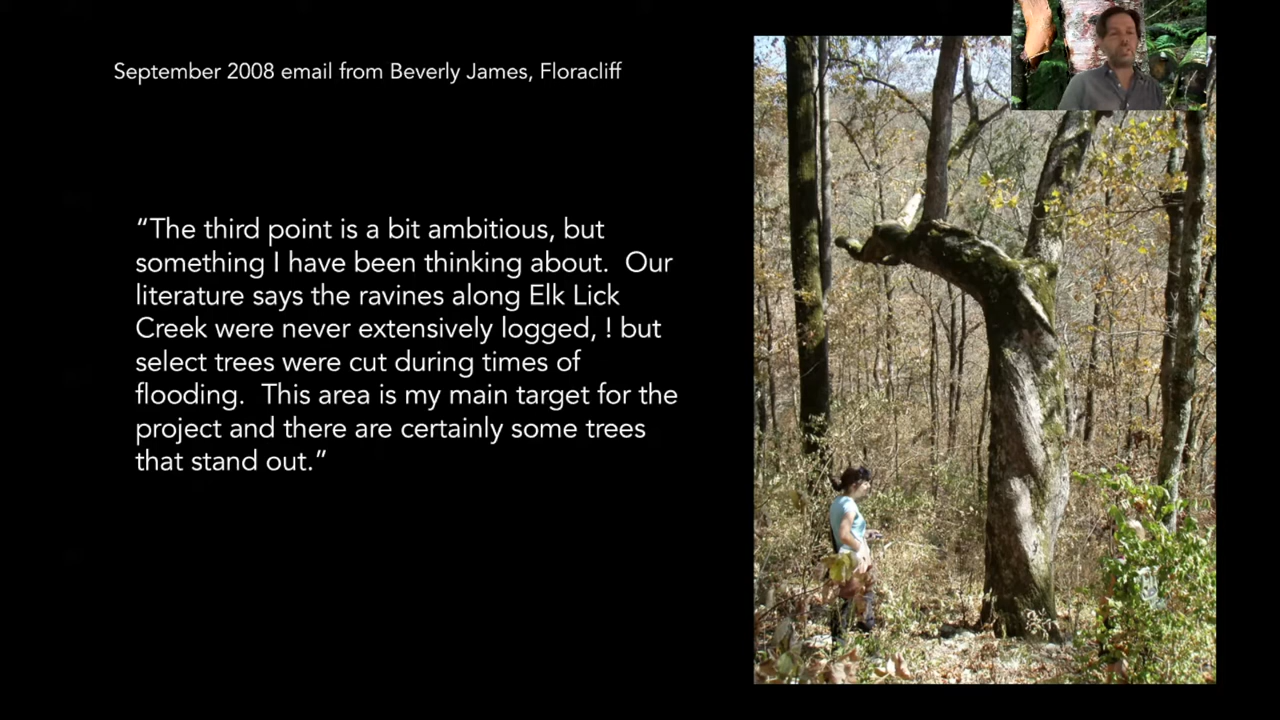 September 2008 email from Beverly James, Floracliff
“The third point is a bit ambitious, but
something I have been thinking about.  Our
literature says the ravines along Elk Lick
Creek were never extensively logged, ! but
select trees were cut during times of
flooding.  This area is my main target for the
project and there are certainly some trees
that stand out.”